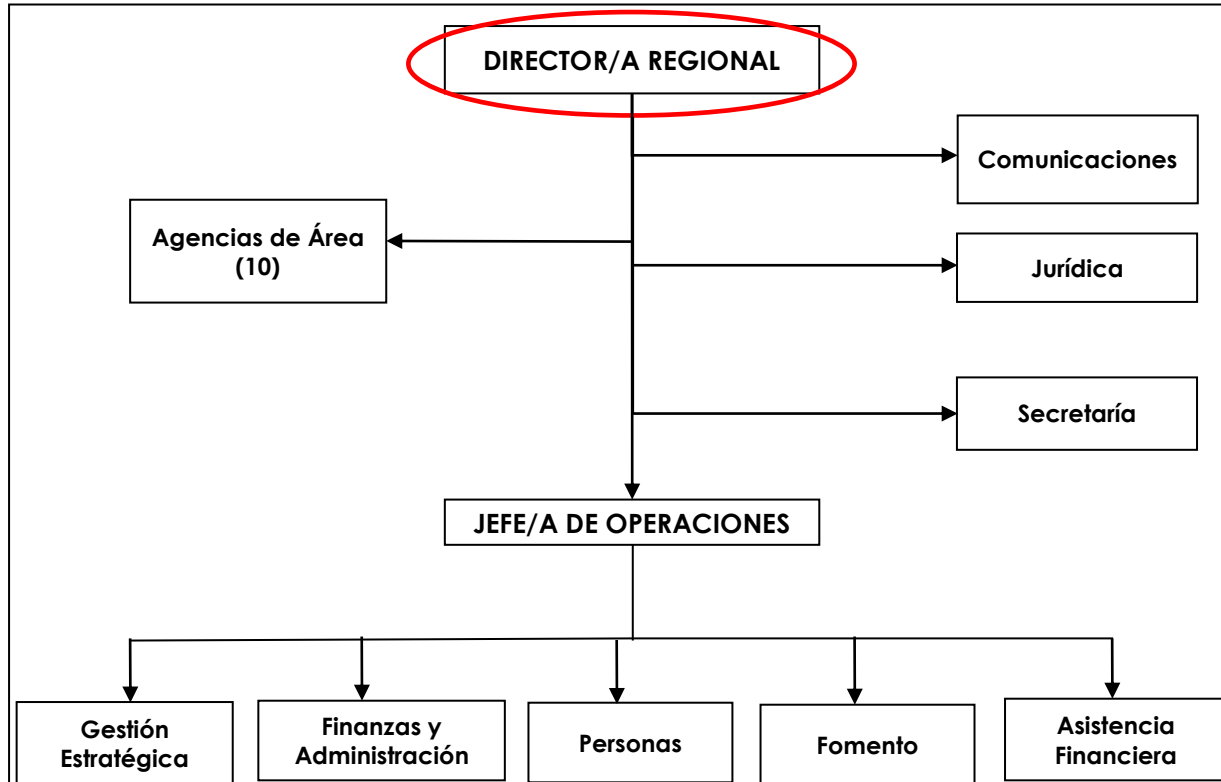 DIRECTOR/A REGIONAL
Comunicaciones
Agencias de Área
(10)
Jurídica
Secretaría
JEFE/A DE OPERACIONES
Gestión
Estratégica
Finanzas y
Administración
Personas
Fomento
Asistencia
Financiera